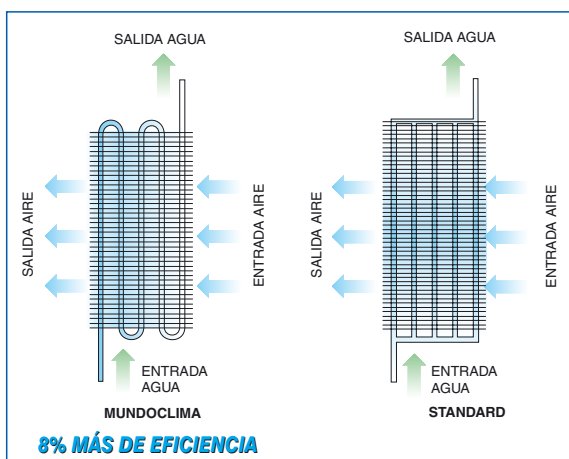 SALIDA AGUA
SALIDA AIRE
ENTRADA AIRE
ENTRADA
AGUA
MUNDOCLIMA
8% MÁS DE EFICIENCIA
SALIDA AGUA
SALIDA AIRE
ENTRADA AIRE
ENTRADA
AGUA
STANDARD